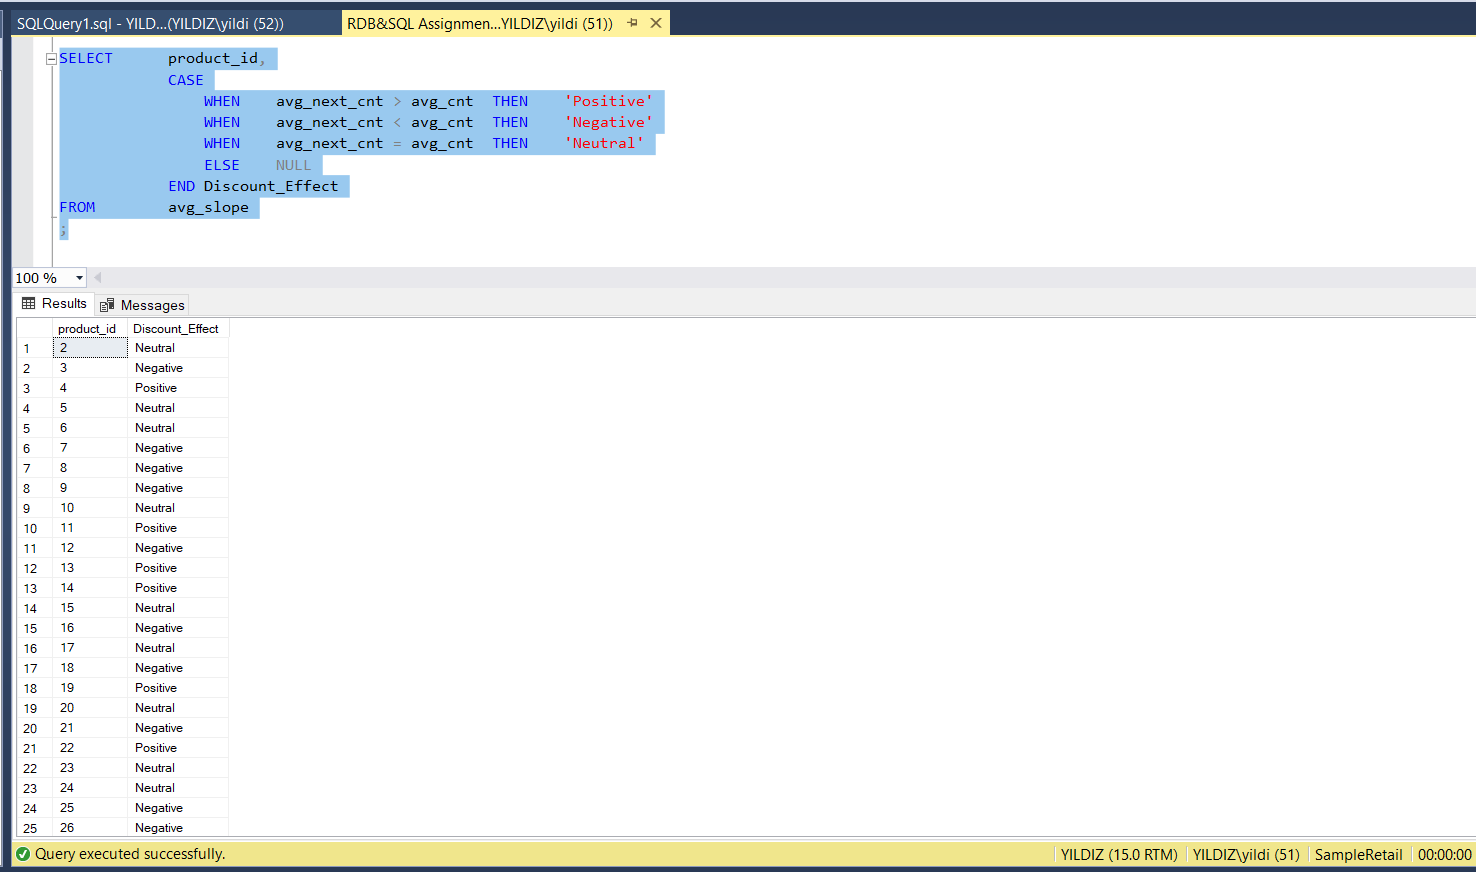 SQLQuery1.sql - YILD...(YILDIZ\yildi (52))	RDB&SQL Assignmen...YILDIZ\yildi (51))
SELECT product_id,
CASE
WHEN avg_next_cnt > avg_cnt THEN 'Positive'
WHEN avg_next_cnt < avg_cnt THEN 'Negative'
WHEN avg_next_cnt = avg_cnt THEN 'Neutral'
ELSE NULL
END Discount_Effect
FROM avg_slope
;
100 %
Results Messages
product_id Discount_Effect
1 2 Neutral
2 3 Negative
3 4 Positive
4 5 Neutral
5 6 Neutral
6 7 Negative
7 8 Negative
8 9 Negative
9 10 Neutral
10 11 Positive
11 12 Negative
12 13 Positive
13 14 Positive
14 15 Neutral
15 16 Negative
16 17 Neutral
17 18 Negative
18 19 Positive
19 20 Neutral
20 21 Negative
21 22 Positive
22 23 Neutral
23 24 Neutral
24 25 Negative
25 26 Negative
Query executed successfully. YILDIZ (15.0 RTM) YILDIZ\yildi (51) SampleRetail 00:00:00